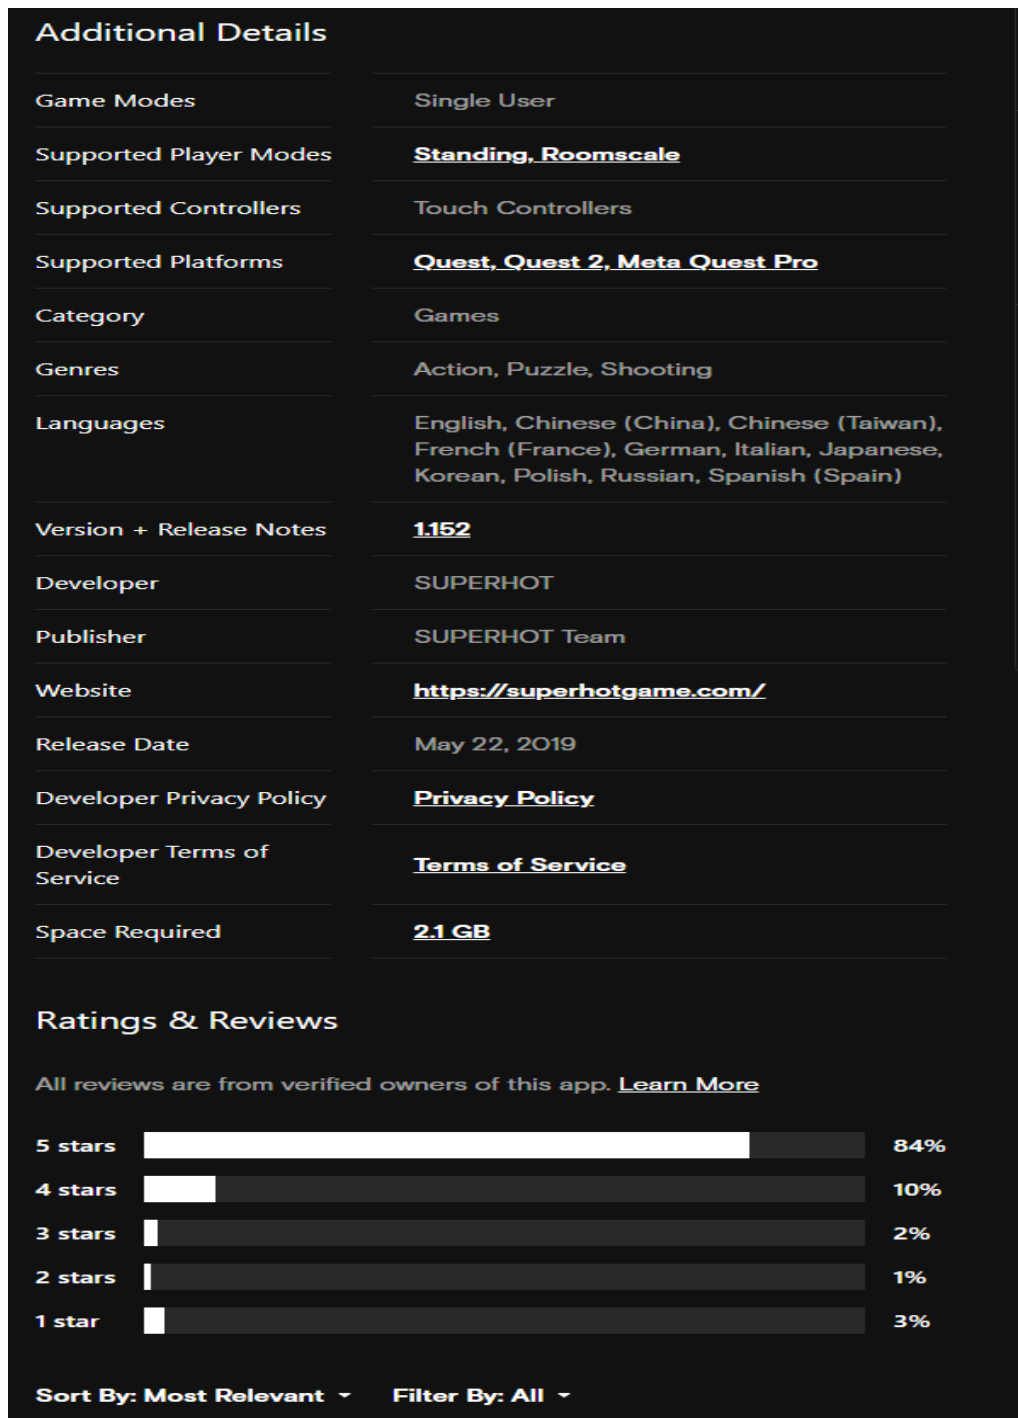 Additional Details
Game Modes Single User
Supported Player Modes Standing, Roomscale
Supported Controllers Touch Controllers
Supported Platforms Quest, Quest 2, Meta Quest Pro
Category Games
Genres Action, Puzzle, Shooting
Languages English, Chinese (China), Chinese (Taiwan),
French (France), German, Italian, Japanese,
Korean, Polish, Russian, Spanish (Spain)
Version + Release Notes 1.152
Developer SUPERHOT
Publisher SUPERHOT Team
Website https://superhotgame.com/
Release Date May 22, 2019
Developer Privacy Policy Privacy Policy
Developer Terms of
Service Terms of Service
Space Required 2.1 GB
Ratings & Reviews
All reviews are from verified owners of this app. Learn More
5 stars 84%
4 stars 10%
3 stars 2%
2 stars 1%
1 star 3%
Sort By: Most Relevant Filter By: All